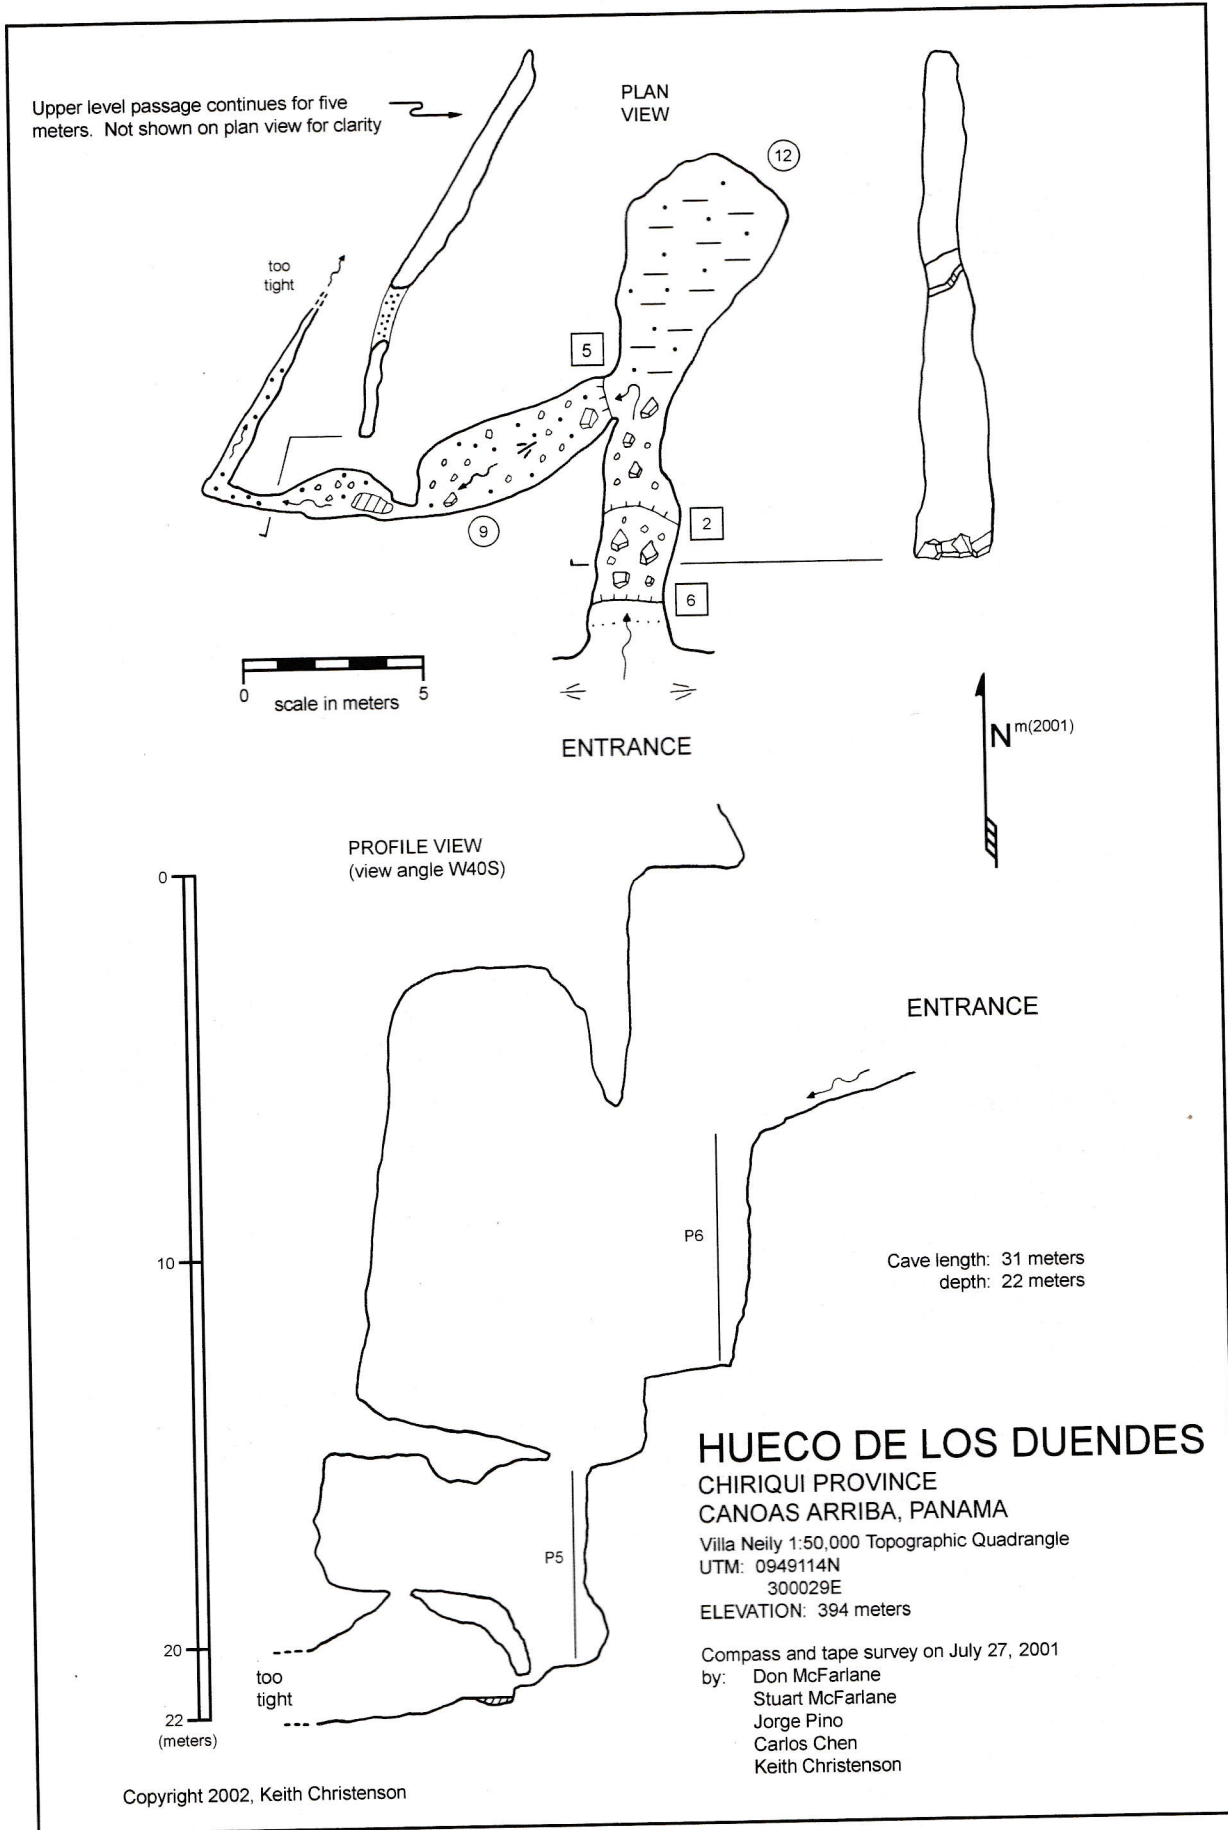 Upper level passage continues for five
meters. Not shown on plan view for clarity
PLAN
VIEW
12
too
tight
5
9
2
6
0
5
scale in meters
ENTRANCE
N m(2001)
PROFILE VIEW
(view angle W40S)
0
ENTRANCE
P6
10
Cave length: 31 meters
depth: 22 meters
HUECO DE LOS DUENDES
CHIRIQUI PROVINCE
CANOAS ARRIBA, PANAMA
Villa Neily 1:50,000 Topographic Quadrangle
UTM: 0949114N
300029E
ELEVATION: 394 meters
P5
Compass and tape survey on July 27, 2001
by: Don McFarlane
Stuart McFarlane
Jorge Pino
Carlos Chen
Keith Christenson
20
too
tight
22
(meters)
Copyright 2002, Keith Christenson